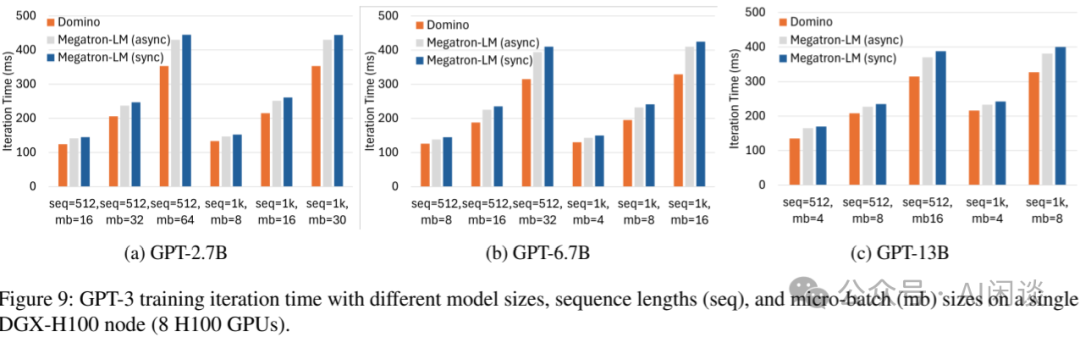 500
400
300
200
100
0
Iteration Time (ms)
Domino
Megatron-LM (async)
Megatron-LM (sync)
seq=512, seq=512, seq=512, seq=1k, seq=1k, seq=1k,
mb=16 mb=32 mb=64 mb=8 mb=16 mb=30
(a) GPT-2.7B
500
400
300
200
100
0
Iteration Time (ms)
Domino
Megatron-LM (async)
Megatron-LM (sync)
seq=512, seq=512, seq=512, seq=1k, seq=1k, seq=1k,
mb=8 mb=16 mb=32 mb=4 mb=8 mb=16
(b) GPT-6.7B
500
400
300
200
100
0
Iteration Time (ms)
Domino
Megatron-LM (async)
Megatron-LM (sync)
seq=512, seq=512, seq=512, seq=1k, seq=1k,
mb=4 mb=8 mb16 mb=4 mb=8
(c) GPT-13B
公众号 · AI闲谈
Figure 9: GPT-3 training iteration time with different model sizes, sequence lengths (seq), and micro-batch (mb) sizes on a single
DGX-H100 node (8 H100 GPUs).